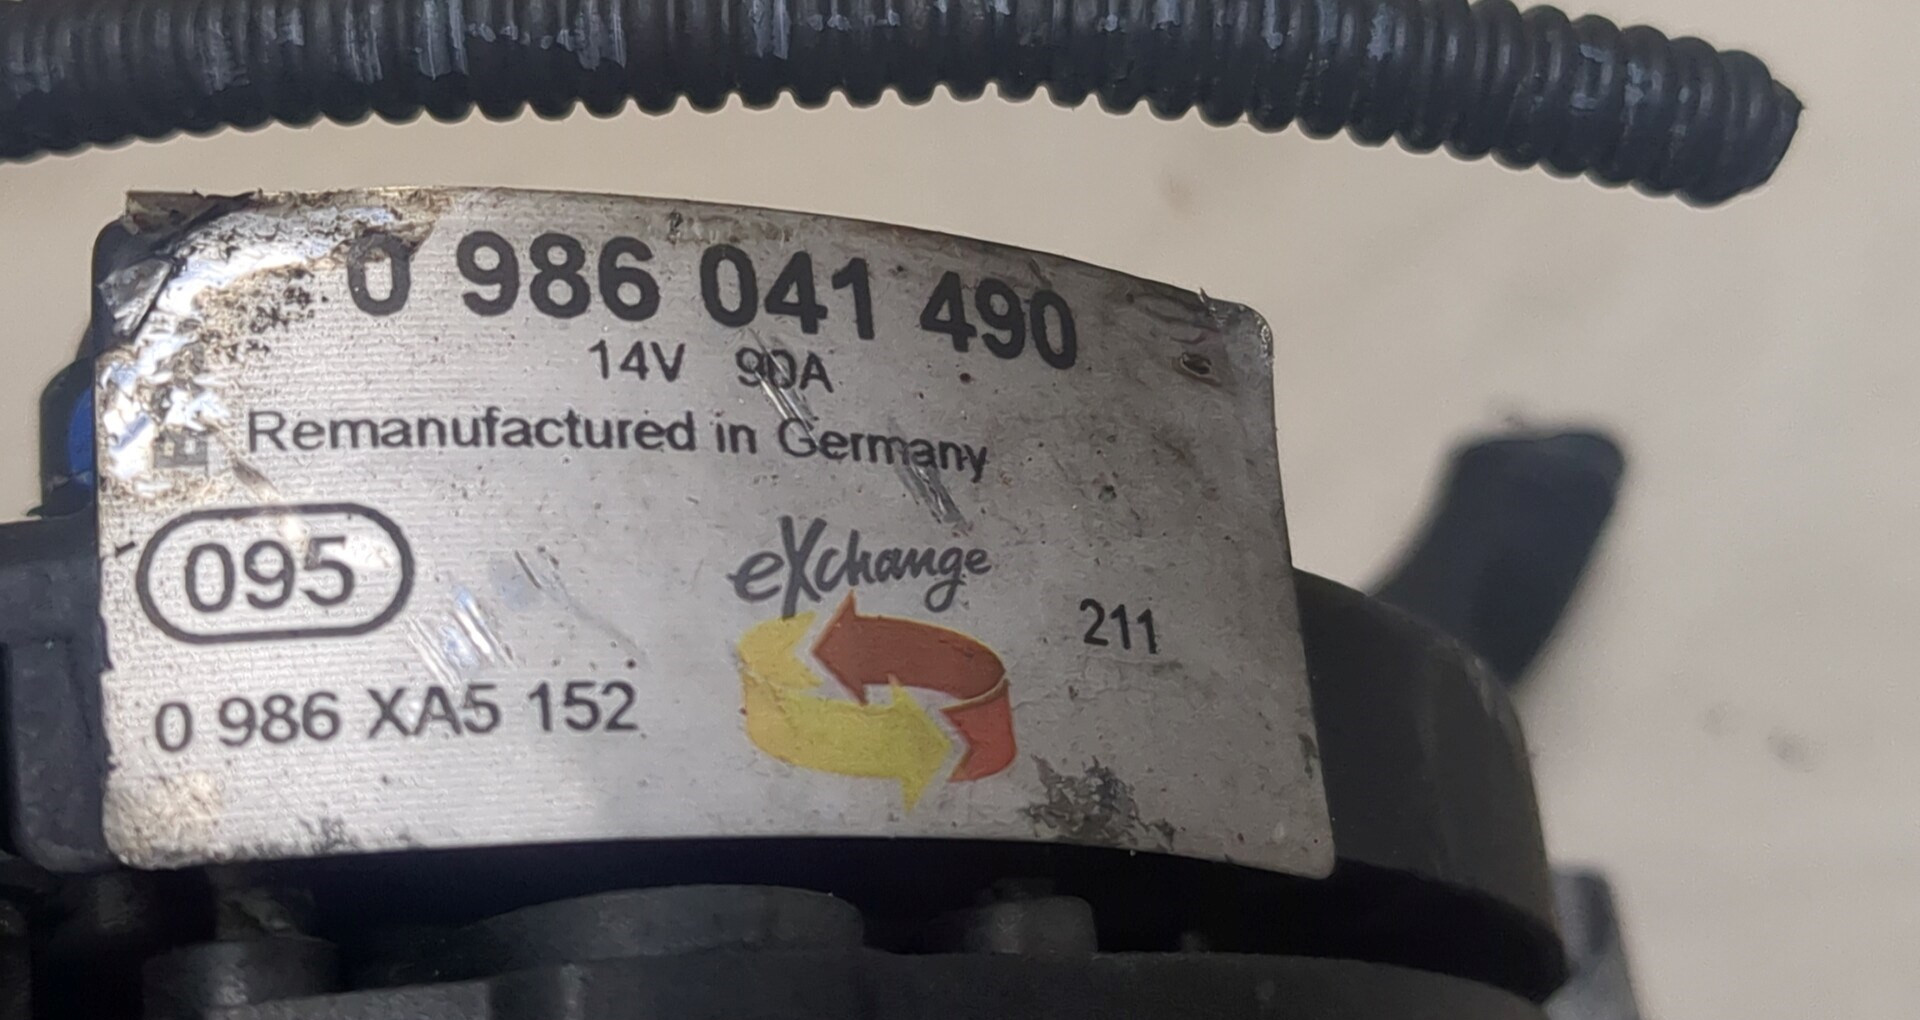 0 986 041 490
14V 90A
Remanufactured in Germany
095
eXchange
211
0 986 XA5 152